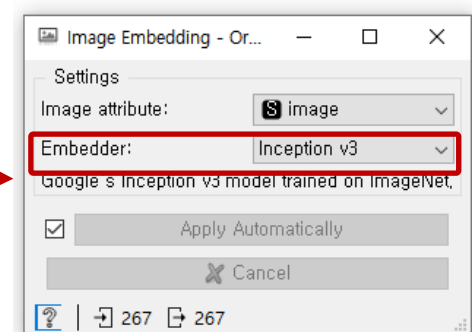 Image Embedding - Or...
Settings
Image attribute: S image
Embedder: Inception v3
Google's Inception v3 model trained on ImageNet,
Apply Automatically
Cancel
? 267 267